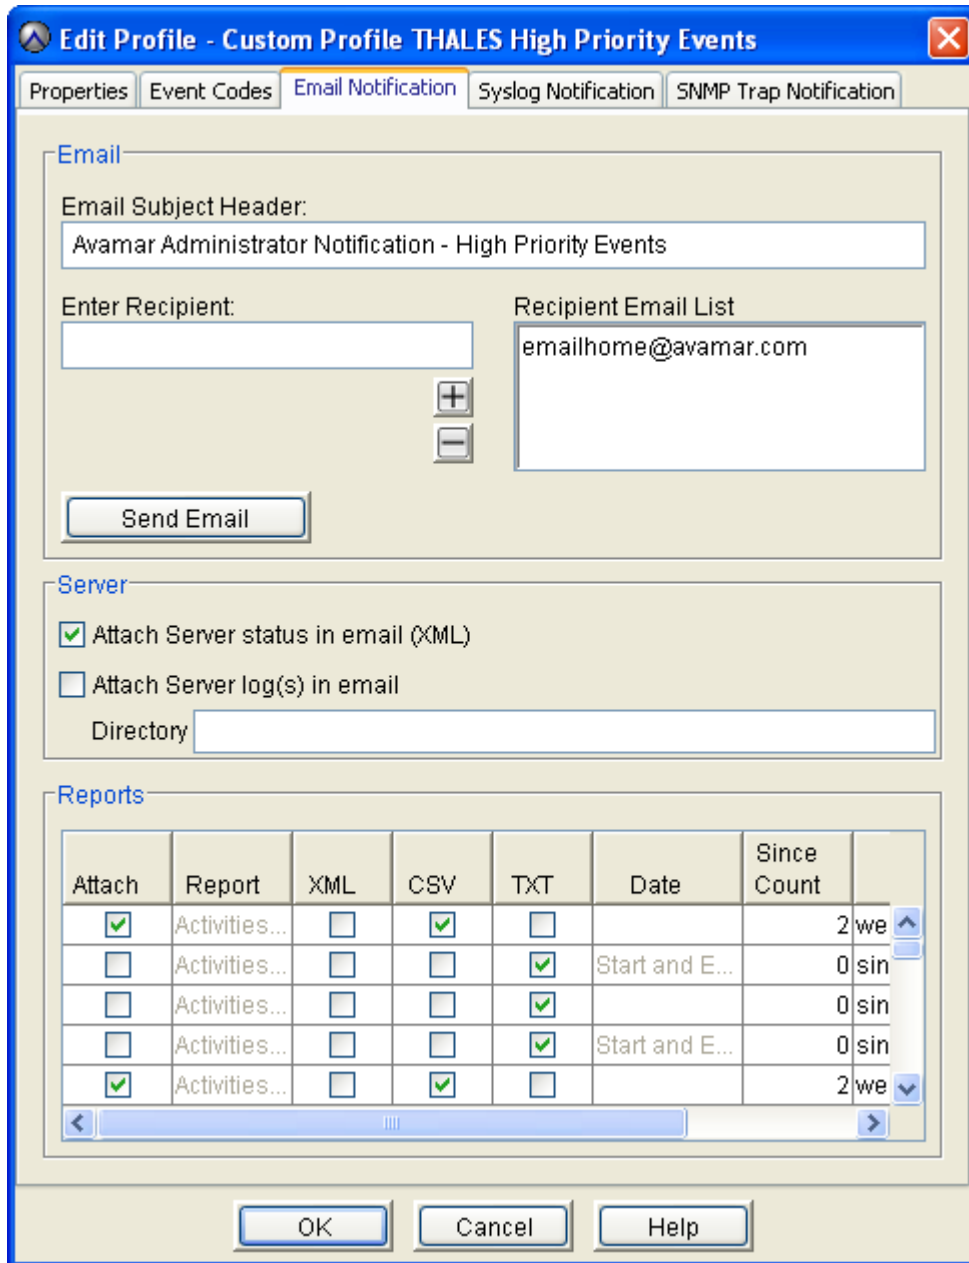 Edit Profile - Custom Profile THALES High Priority Events
Properties Event Codes Email Notification Syslog Notification SNMP Trap Notification
Email
Email Subject Header:
Avamar Administrator Notification - High Priority Events
Enter Recipient: Recipient Email List
emailhome@avamar.com
Send Email
Server
Attach Server status in email (XML)
Attach Server log(s) in email
Directory
Reports
Attach Report XML CSV TXT Date Since Count
Activities... 2 we
Activities... Start and E... 0 sin
Activities... 0 sin
Activities... Start and E... 0 sin
Activities... 2 we
OK Cancel Help